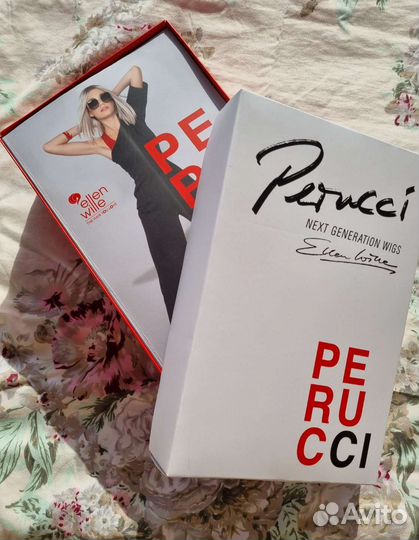 PE
ellen
wille
Perucci
NEXT GENERATION WIGS
Ellen Wille
PE
RU
CCI
Avito